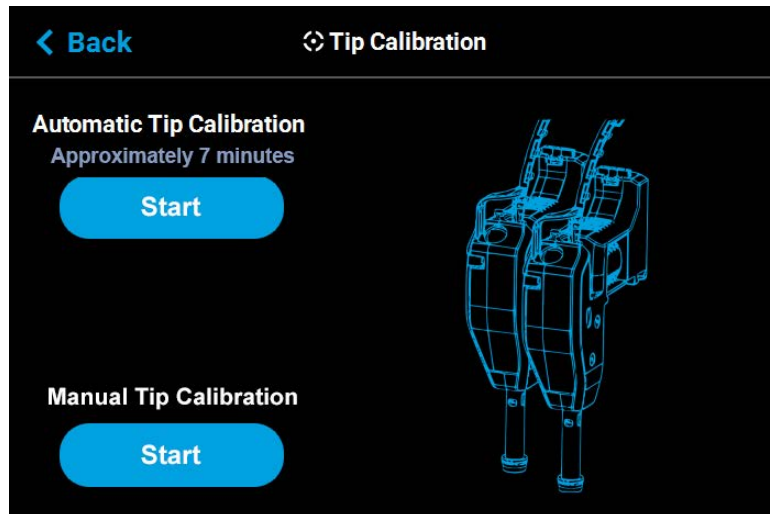 Back
Tip Calibration
Automatic Tip Calibration
Approximately 7 minutes
Start
Manual Tip Calibration
Start